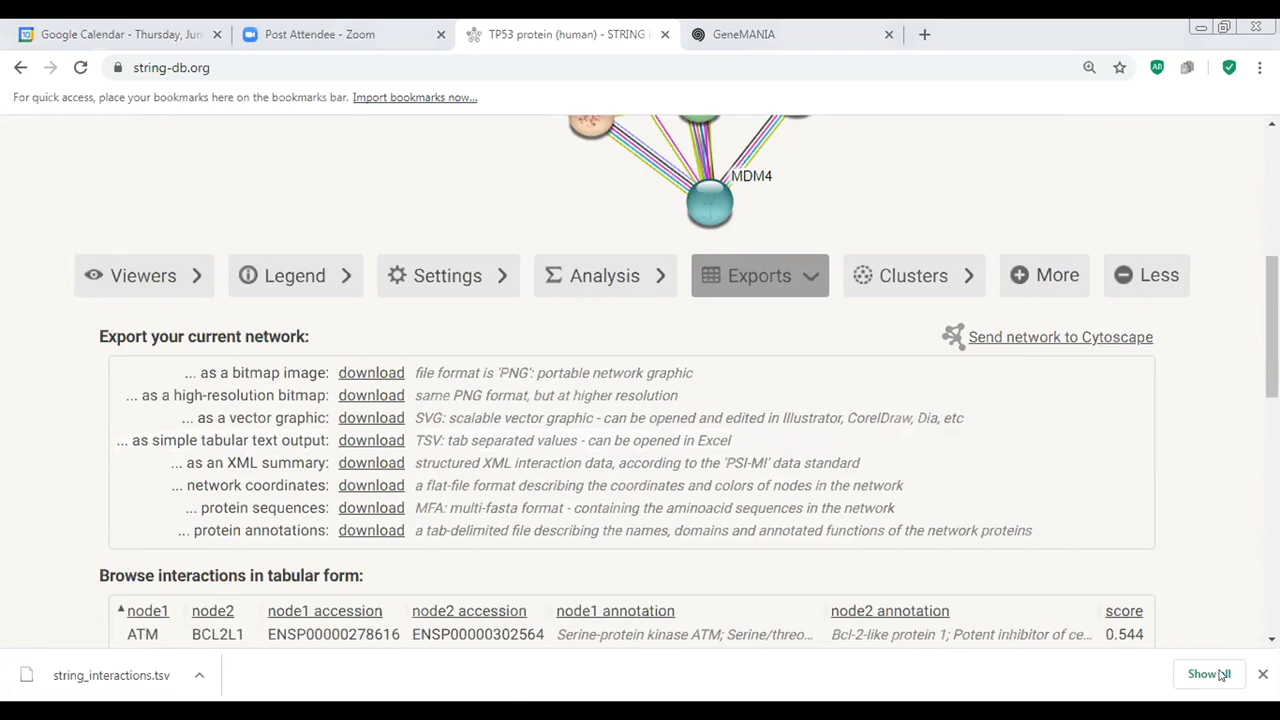 Google Calendar - Thursday, Jun
Post Attendee - Zoom
TP53 protein (human) - STRING
GeneMANIA
string-db.org
For quick access, place your bookmarks here on the bookmarks bar. Import bookmarks now...
MDM4
Viewers
Legend
Settings
Analysis
Exports
Clusters
More
Less
Export your current network:
Send network to Cytoscape
... as a bitmap image: download file format is 'PNG': portable network graphic
... as a high-resolution bitmap: download same PNG format, but at higher resolution
... as a vector graphic: download SVG: scalable vector graphic - can be opened and edited in Illustrator, CorelDraw, Dia, etc
... as simple tabular text output: download TSV: tab separated values - can be opened in Excel
... as an XML summary: download structured XML interaction data, according to the 'PSI-MI' data standard
... network coordinates: download a flat-file format describing the coordinates and colors of nodes in the network
... protein sequences: download MFA: multi-fasta format - containing the aminoacid sequences in the network
... protein annotations: download a tab-delimited file describing the names, domains and annotated functions of the network proteins
Browse interactions in tabular form:
node1 node2 node1 accession node2 accession node1 annotation node2 annotation score
ATM BCL2L1 ENSP00000278616 ENSP00000302564 Serine-protein kinase ATM; Serine/threo... Bcl-2-like protein 1; Potent inhibitor of ce... 0.544
string_interactions.tsv
Show all